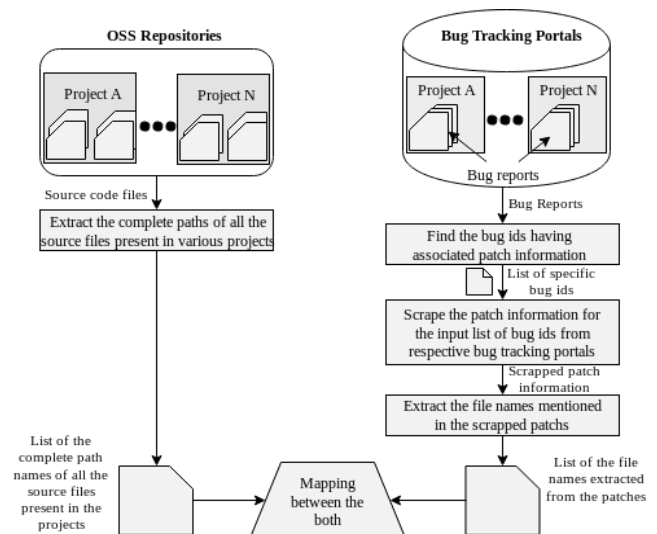 OSS Repositories
Project A
Project N
Source code files
Extract the complete paths of all the
source files present in various projects
List of the
complete path
names of all the
source files
present in the
projects
Bug Tracking Portals
Project A
Project N
Bug reports
Bug Reports
Find the bug ids having
associated patch information
List of specific
bug ids
Scrape the patch information for
the input list of bug ids from
respective bug tracking portals
Scrapped patch
information
Extract the file names mentioned
in the scrapped patchs
List of the file
names extracted
from the patches
Mapping
between the
both